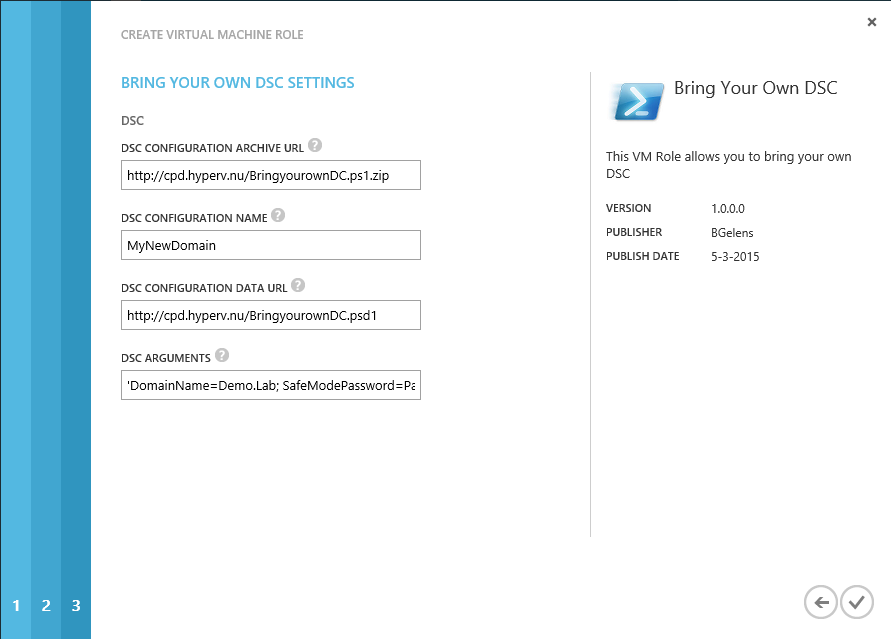 CREATE VIRTUAL MACHINE ROLE
BRING YOUR OWN DSC SETTINGS
DSC
DSC CONFIGURATION ARCHIVE URL ?
http://cpd.hyperv.nu/BringyourownDC.ps1.zip
DSC CONFIGURATION NAME ?
MyNewDomain
DSC CONFIGURATION DATA URL ?
http://cpd.hyperv.nu/BringyourownDC.psd1
DSC ARGUMENTS ?
'DomainName=Demo.Lab; SafeModePassword=Pa
Bring Your Own DSC
This VM Role allows you to bring your own
DSC
VERSION 1.0.0.0
PUBLISHER BGelens
PUBLISH DATE 5-3-2015
1 2 3